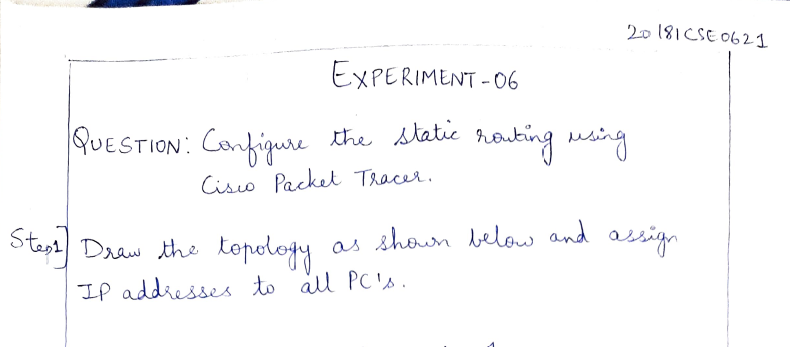 20181CSE0621
EXPERIMENT-06
QUESTION: Configure the static routing using
Cisco Packet Tracer.
Step1] Draw the topology as shown below and assign
IP addresses to all PC's.